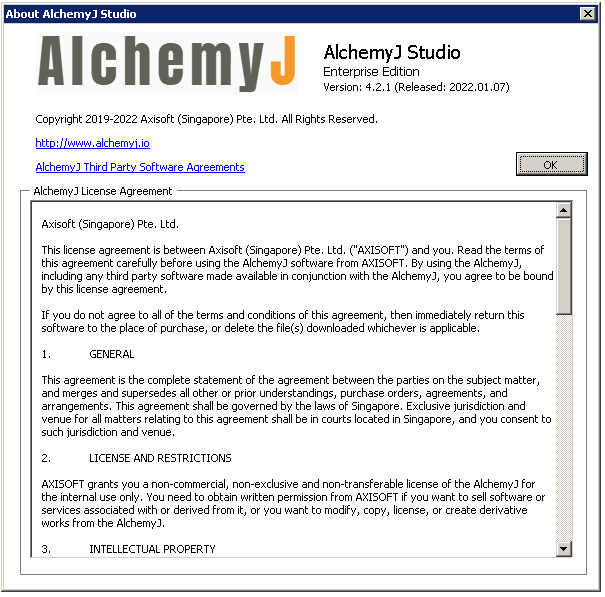 About AlchemyJ Studio
AlchemyJ
AlchemyJ Studio
Enterprise Edition
Version: 4.2.1 (Released: 2022.01.07)
Copyright 2019-2022 Axisoft (Singapore) Pte. Ltd. All Rights Reserved.
http://www.alchemyj.io
AlchemyJ Third Party Software Agreements
OK
AlchemyJ License Agreement
Axisoft (Singapore) Pte. Ltd.
This license agreement is between Axisoft (Singapore) Pte. Ltd. ("AXISOFT") and you. Read the terms of
this agreement carefully before using the AlchemyJ software from AXISOFT. By using the AlchemyJ,
including any third party software made available in conjunction with the AlchemyJ, you agree to be bound
by this license agreement.
If you do not agree to all of the terms and conditions of this agreement, then immediately return this
software to the place of purchase, or delete the file(s) downloaded whichever is applicable.
1. GENERAL
This agreement is the complete statement of the agreement between the parties on the subject matter,
and merges and supersedes all other or prior understandings, purchase orders, agreements, and
arrangements. This agreement shall be governed by the laws of Singapore. Exclusive jurisdiction and
venue for all matters relating to this agreement shall be in courts located in Singapore, and you consent to
such jurisdiction and venue.
2. LICENSE AND RESTRICTIONS
AXISOFT grants you a non-commercial, non-exclusive and non-transferable license of the AlchemyJ for
the internal use only. You need to obtain written permission from AXISOFT if you want to sell software or
services associated with or derived from it, or you want to modify, copy, license, or create derivative
works from the AlchemyJ.
3. INTELLECTUAL PROPERTY